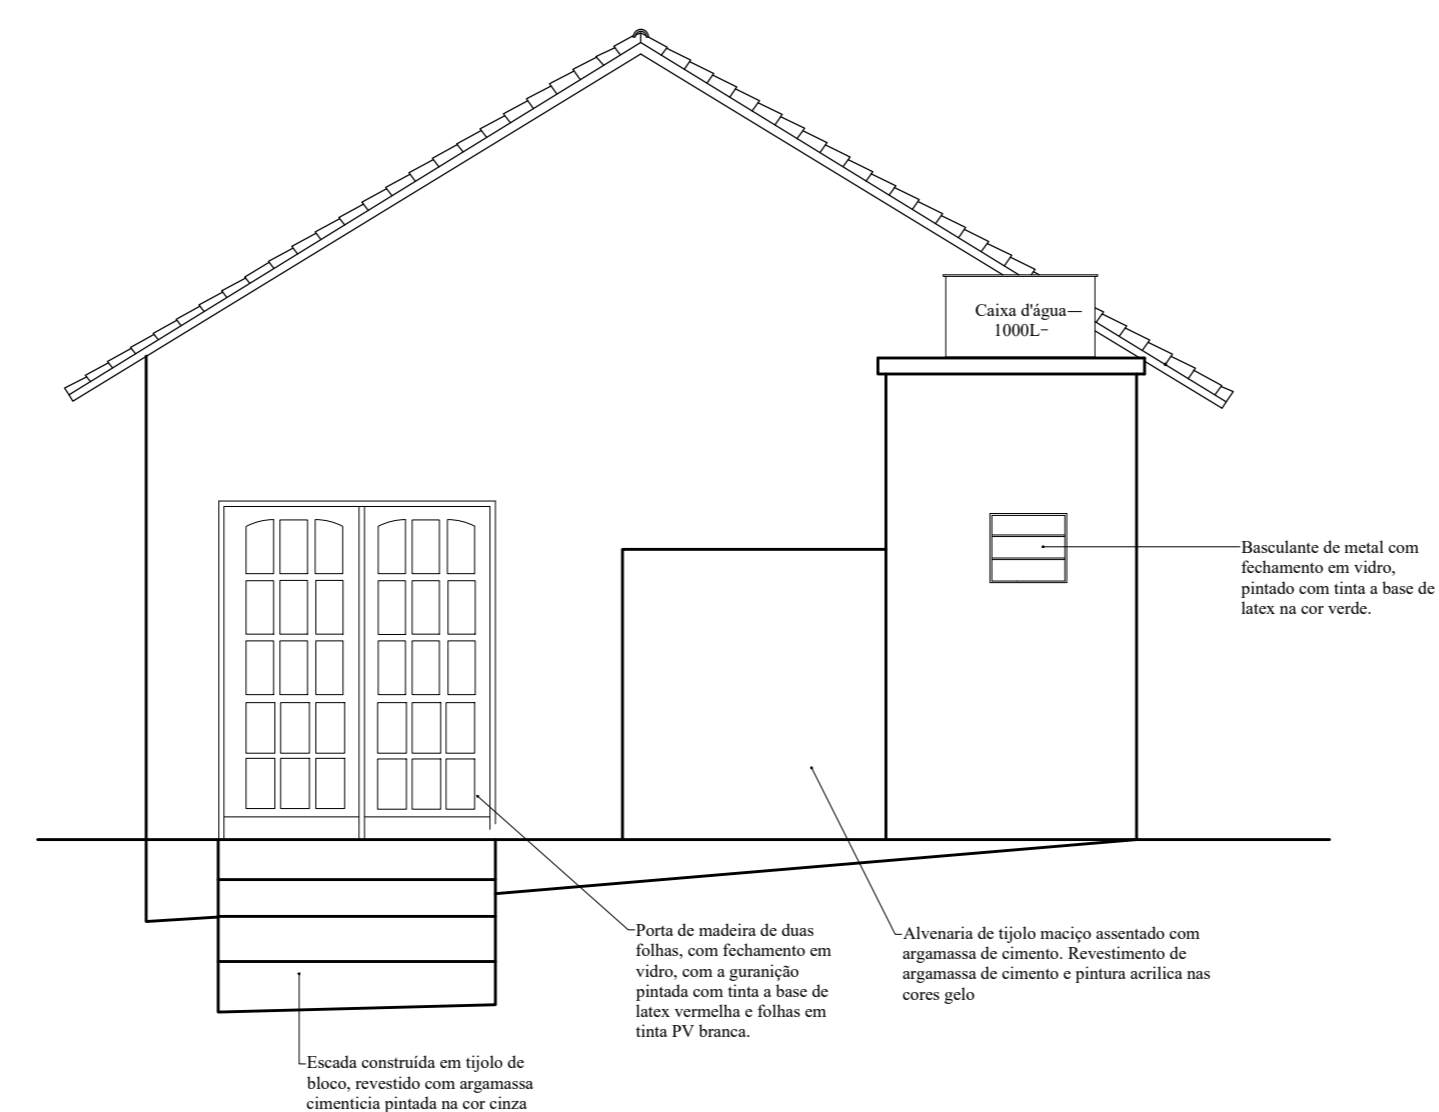 Caixa d'água
1000L
Basculante de metal com
fechamento em vidro,
pintado com tinta a base de
latex na cor verde.
Porta de madeira de duas
folhas, com fechamento em
vidro, com a guranição
pintada com tinta a base de
latex vermelha e folhas em
tinta PV branca.
Alvenaria de tijolo maciço assentado com
argamassa de cimento. Revestimento de
argamassa de cimento e pintura acrilica nas
cores gelo
Escada construída em tijolo de
bloco, revestido com argamassa
cimenticia pintada na cor cinza